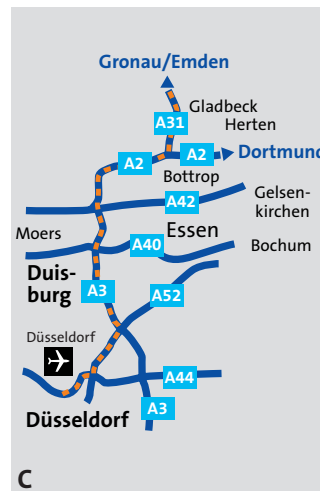 Gronau/Emden
Gladbeck
A31
Herten
A2
A2
Dortmund
Bottrop
A42
Gelsen-
kirchen
Moers
Essen
A40
Bochum
Duis-
burg
A3
A52
Düsseldorf
A44
Düsseldorf
A3
C